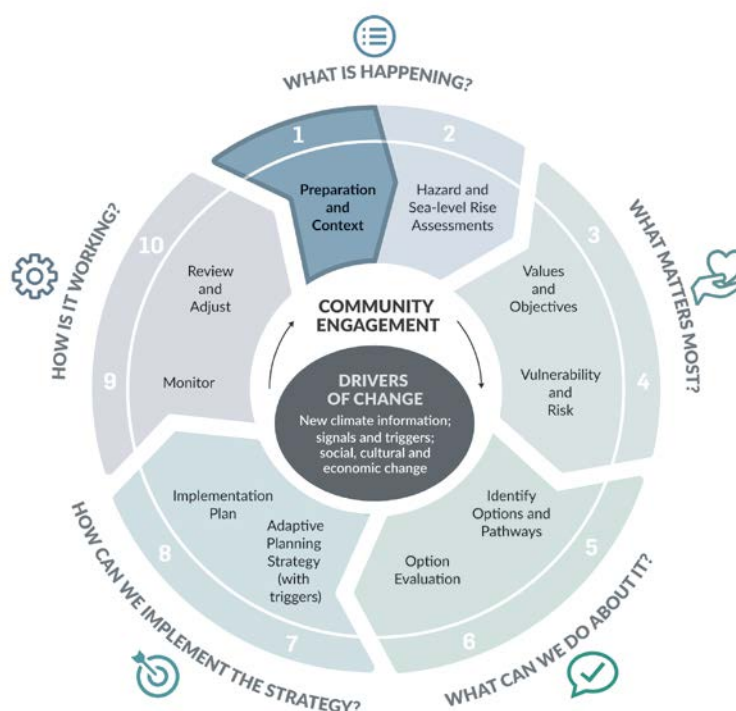 WHAT IS HAPPENING?
1
Preparation
and
Context
2
Hazard and
Sea-level Rise
Assessments
WHAT MATTERS MOST?
3
Values
and
Objectives
4
Vulnerability
and
Risk
WHAT CAN WE DO ABOUT IT?
5
Identify
Options and
Pathways
6
Option
Evaluation
HOW CAN WE IMPLEMENT THE STRATEGY?
7
Adaptive
Planning
Strategy
(with
triggers)
8
Implementation
Plan
HOW IS IT WORKING?
9
Monitor
10
Review
and
Adjust
COMMUNITY
ENGAGEMENT
DRIVERS
OF CHANGE
New climate information;
signals and triggers;
social, cultural and
economic change